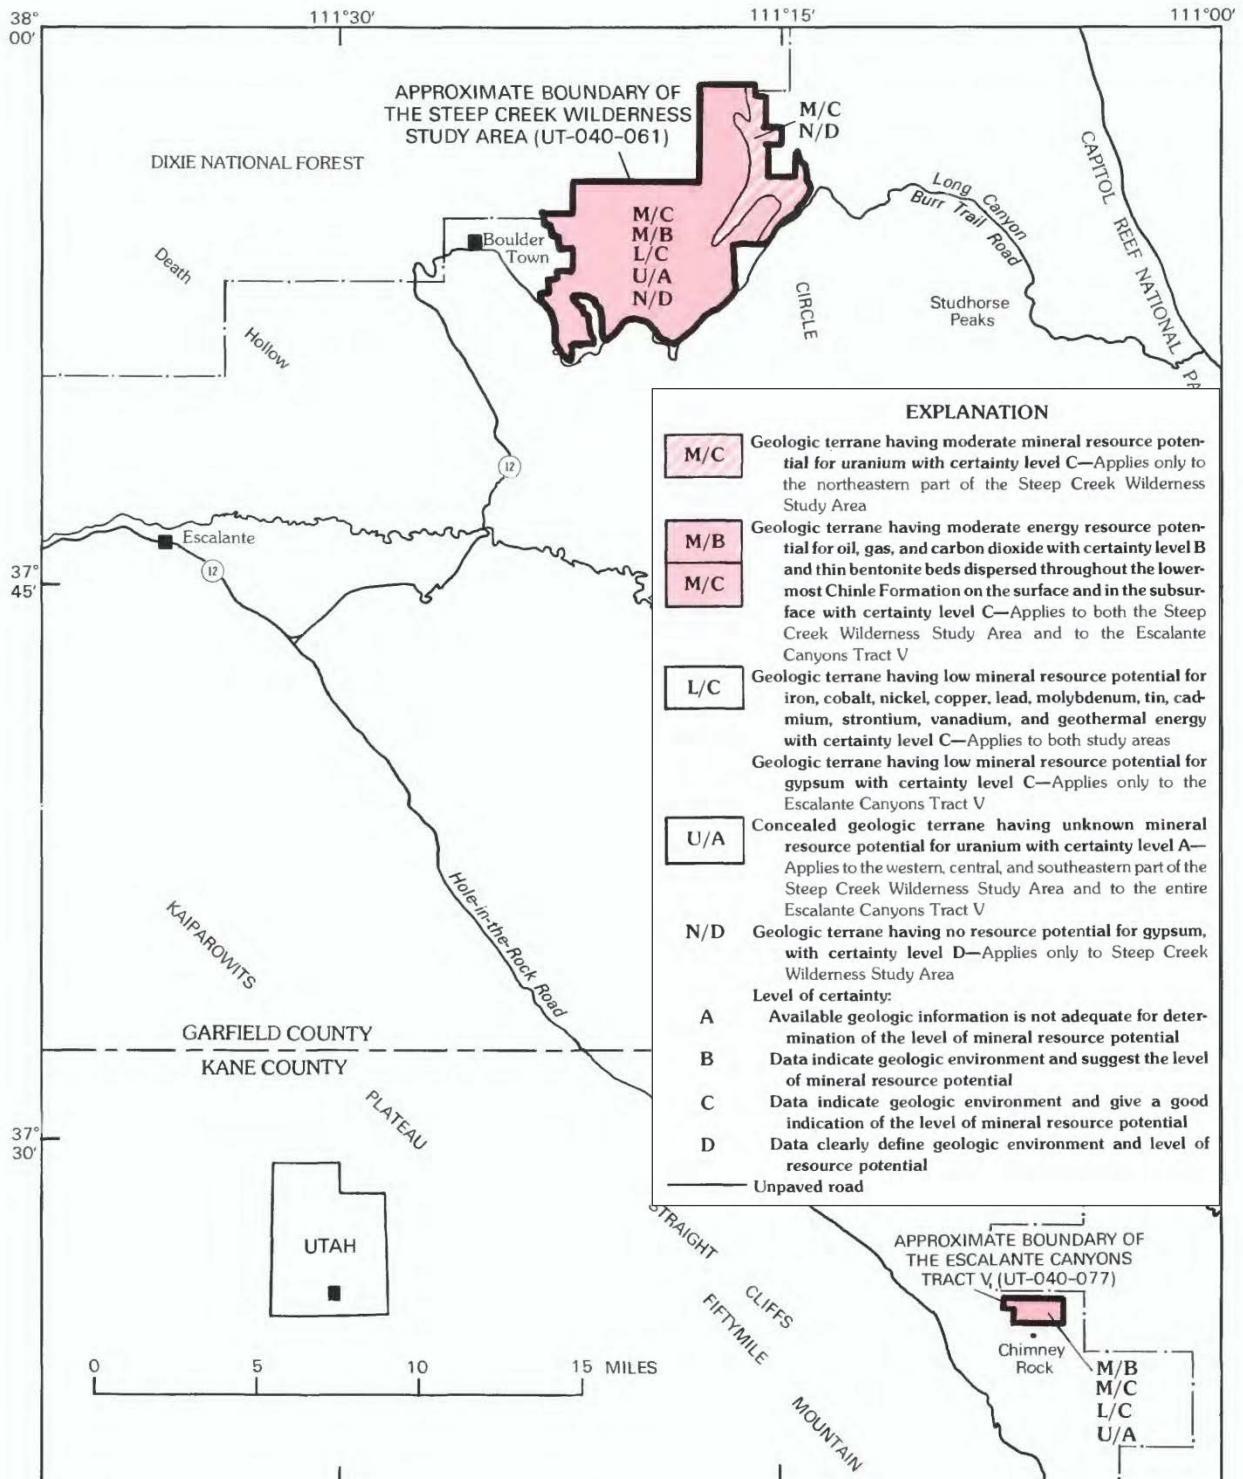 38°
00'
111°30'
111°15'
111°00'
APPROXIMATE BOUNDARY OF
THE STEEP CREEK WILDERNESS
STUDY AREA (UT-040-061)
M/C
N/D
DIXIE NATIONAL FOREST
CAPITOL REEF NATIONAL PA
Long Canyon
Burr Trail Road
M/C
M/B
L/C
U/A
N/D
Boulder
Town
Death
Hollow
CIRCLE
Studhorse
Peaks
12
Escalante
12
37°
45'
EXPLANATION
M/C
Geologic terrane having moderate mineral resource poten-
tial for uranium with certainty level C—Applies only to
the northeastern part of the Steep Creek Wilderness
Study Area
M/B
M/C
Geologic terrane having moderate energy resource poten-
tial for oil, gas, and carbon dioxide with certainty level B
and thin bentonite beds dispersed throughout the lower-
most Chinle Formation on the surface and in the subsur-
face with certainty level C—Applies to both the Steep
Creek Wilderness Study Area and to the Escalante
Canyons Tract V
L/C
Geologic terrane having low mineral resource potential for
iron, cobalt, nickel, copper, lead, molybdenum, tin, cad-
mium, strontium, vanadium, and geothermal energy
with certainty level C—Applies to both study areas
Geologic terrane having low mineral resource potential for
gypsum with certainty level C—Applies only to the
Escalante Canyons Tract V
U/A
Concealed geologic terrane having unknown mineral
resource potential for uranium with certainty level A—
Applies to the western, central, and southeastern part of the
Steep Creek Wilderness Study Area and to the entire
Escalante Canyons Tract V
N/D
Geologic terrane having no resource potential for gypsum,
with certainty level D—Applies only to Steep Creek
Wilderness Study Area
Level of certainty:
A Available geologic information is not adequate for deter-
mination of the level of mineral resource potential
B Data indicate geologic environment and suggest the level
of mineral resource potential
C Data indicate geologic environment and give a good
indication of the level of mineral resource potential
D Data clearly define geologic environment and level of
resource potential
Unpaved road
Hole-in-the-Rock Road
KAIPAROWITS
GARFIELD COUNTY
KANE COUNTY
PLATEAU
37°
30'
UTAH
STRAIGHT
CLIFFS
FIFTYMILE
MOUNTAIN
APPROXIMATE BOUNDARY OF
THE ESCALANTE CANYONS
TRACT V, (UT-040-077)
Chimney
Rock
M/B
M/C
L/C
U/A
0 5 10 15 MILES